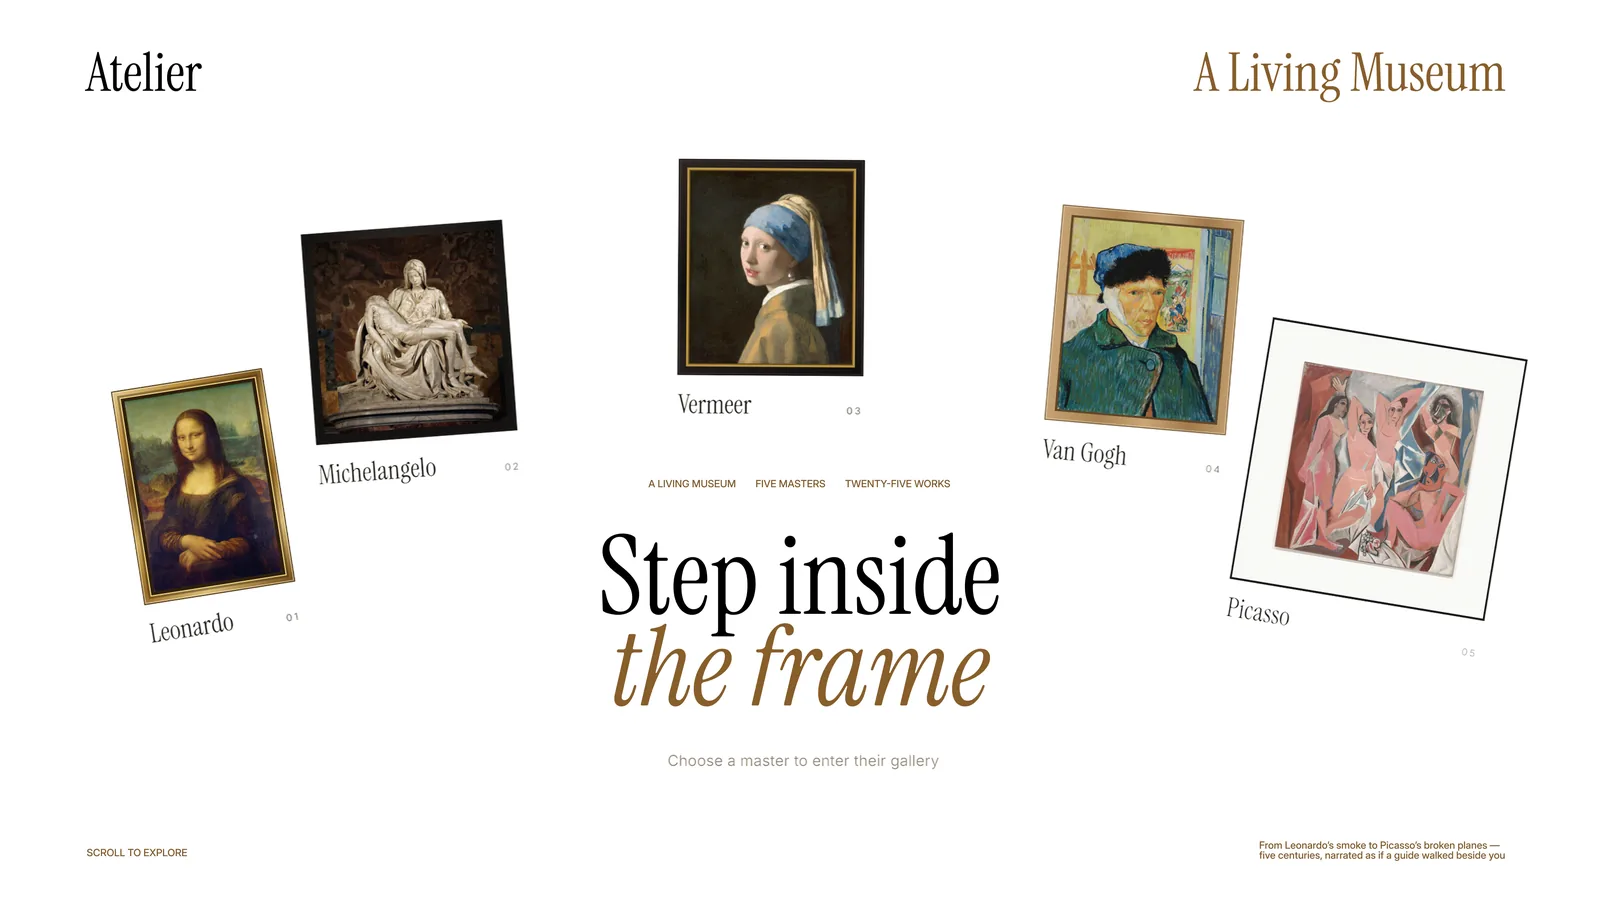 Atelier
A Living Museum
Leonardo
01
Michelangelo
02
Vermeer
03
Van Gogh
04
Picasso
05
A LIVING MUSEUM FIVE MASTERS TWENTY-FIVE WORKS
Step inside
the frame
Choose a master to enter their gallery
SCROLL TO EXPLORE
From Leonardo's smoke to Picasso's broken planes —
five centuries, narrated as if a guide walked beside you